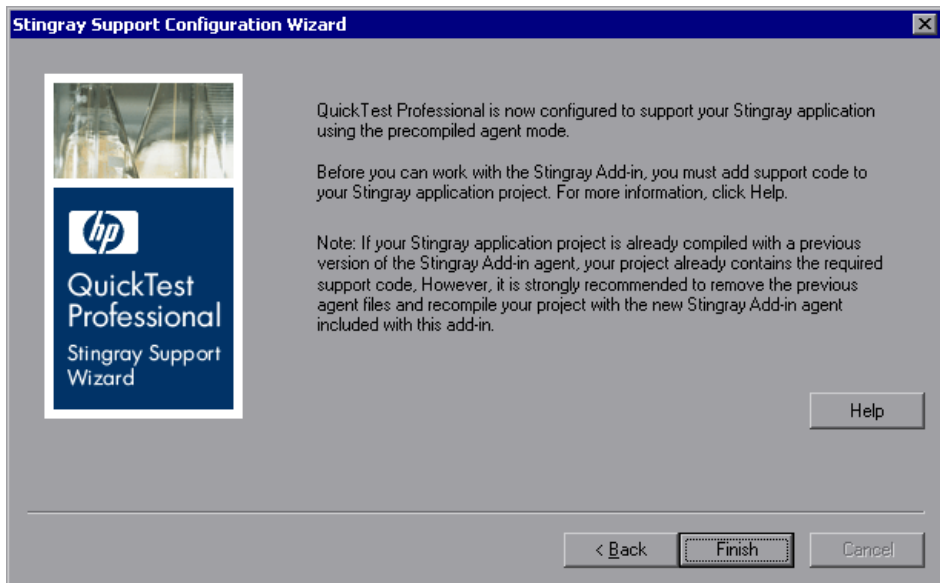 Stingray Support Configuration Wizard
QuickTest Professional is now configured to support your Stingray application
using the precompiled agent mode.
Before you can work with the Stingray Add-in, you must add support code to
your Stingray application project. For more information, click Help.
Note: If your Stingray application project is already compiled with a previous
version of the Stingray Add-in agent, your project already contains the required
support code, However, it is strongly recommended to remove the previous
agent files and recompile your project with the new Stingray Add-in agent
included with this add-in.
hp
QuickTest
Professional
Stingray Support
Wizard
Help
< Back
Finish
Cancel